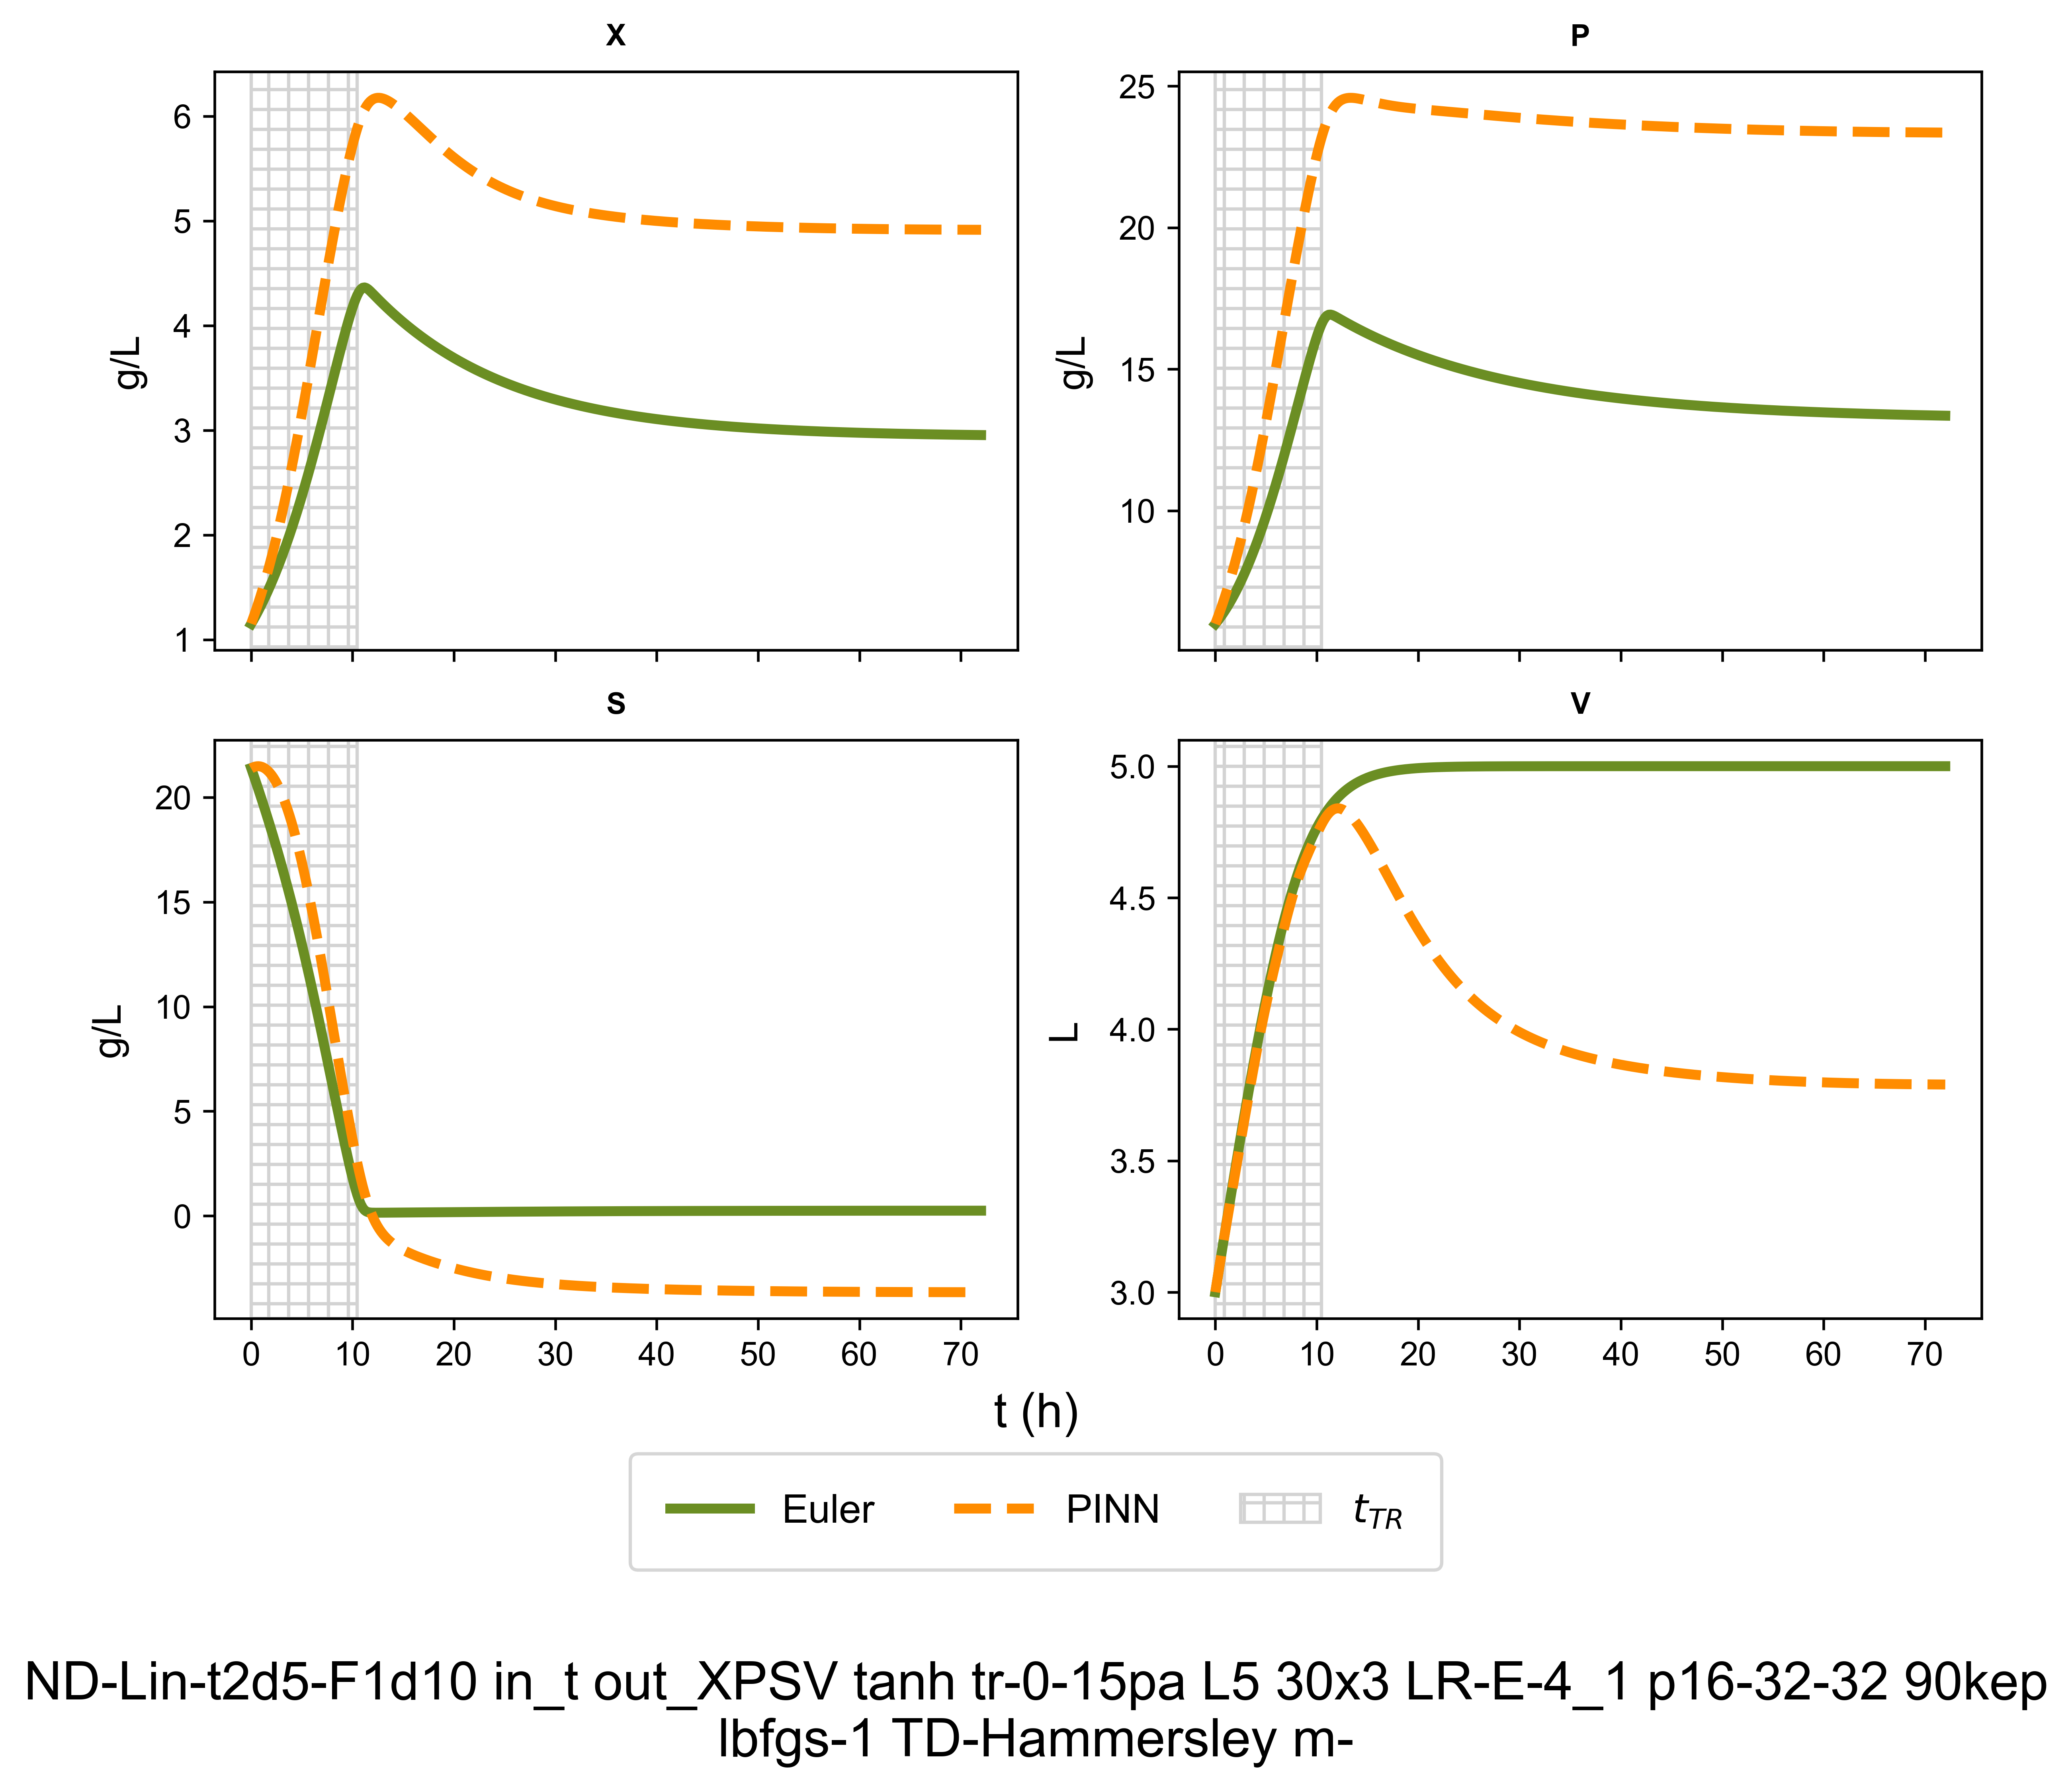 X
6
5
4
3
2
1
g/L
P
25
20
15
10
g/L
S
20
15
10
5
0
g/L
0 10 20 30 40 50 60 70
V
5.0
4.5
4.0
3.5
3.0
L
0 10 20 30 40 50 60 70
t (h)
Euler PINN t_{TR}
ND-Lin-t2d5-F1d10 in_t out_XPSV tanh tr-0-15pa L5 30x3 LR-E-4_1 p16-32-32 90kep
lbfgs-1 TD-Hammersley m-